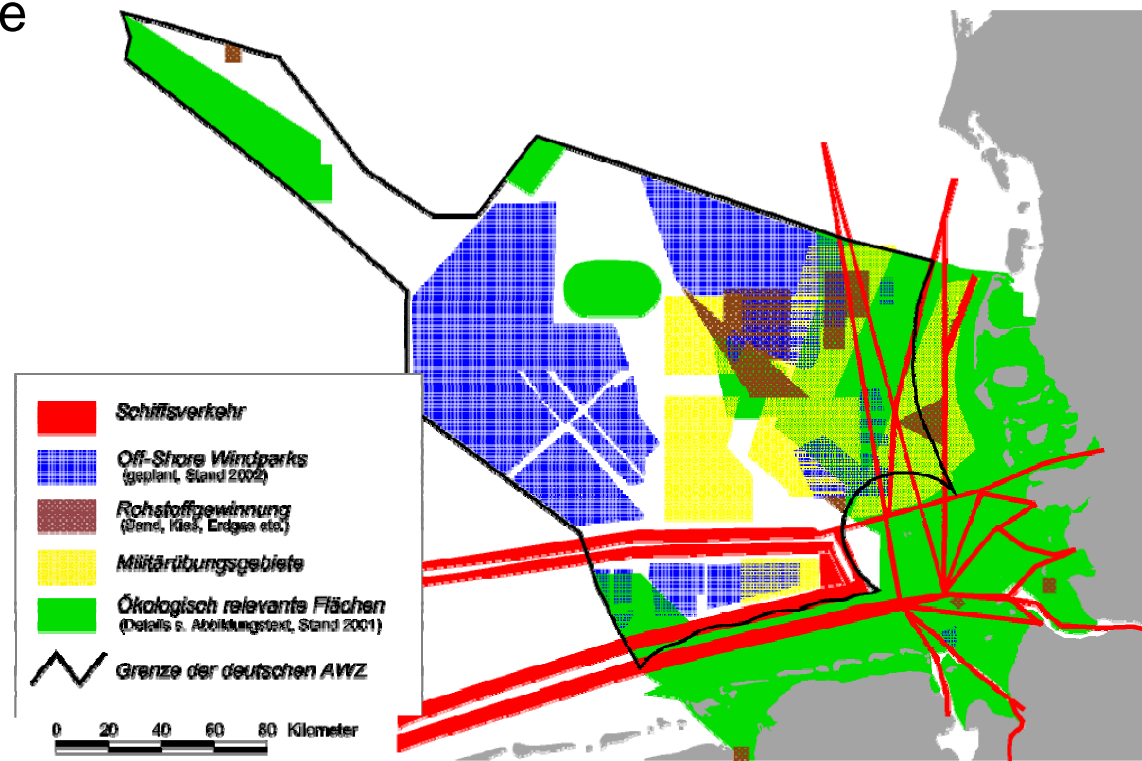 e
Schiffsverkehr
Off-Shore Windparks
(geplant, Stand 2002)
Rohstoffgewinnung
(Sand, Kies, Erdgas etc.)
Militärübungsgebiete
Ökologisch relevante Flächen
(Details s. Abbildungstext, Stand 2001)
Grenze der deutschen AWZ
0 20 40 60 80 Kilometer